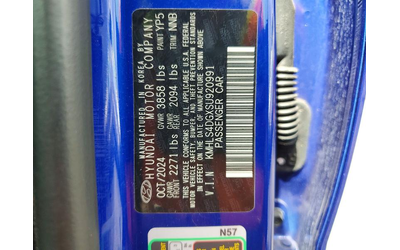 MANUFACTURED IN KOREA BY
HYUNDAI MOTOR COMPANY
PAINT YP5
OCT/2024 GVWR 3858 lbs TRIM NNB
GAWR FRONT 2271 lbs GAWR REAR 2094 lbs
THIS VEHICLE CONFORMS TO ALL APPLICABLE U.S.A. FEDERAL
MOTOR VEHICLE SAFETY, BUMPER, AND THEFT PREVENTION STANDARDS
IN EFFECT ON THE DATE OF MANUFACTURE SHOWN ABOVE
V.I.N
PASSENGER CAR
N57